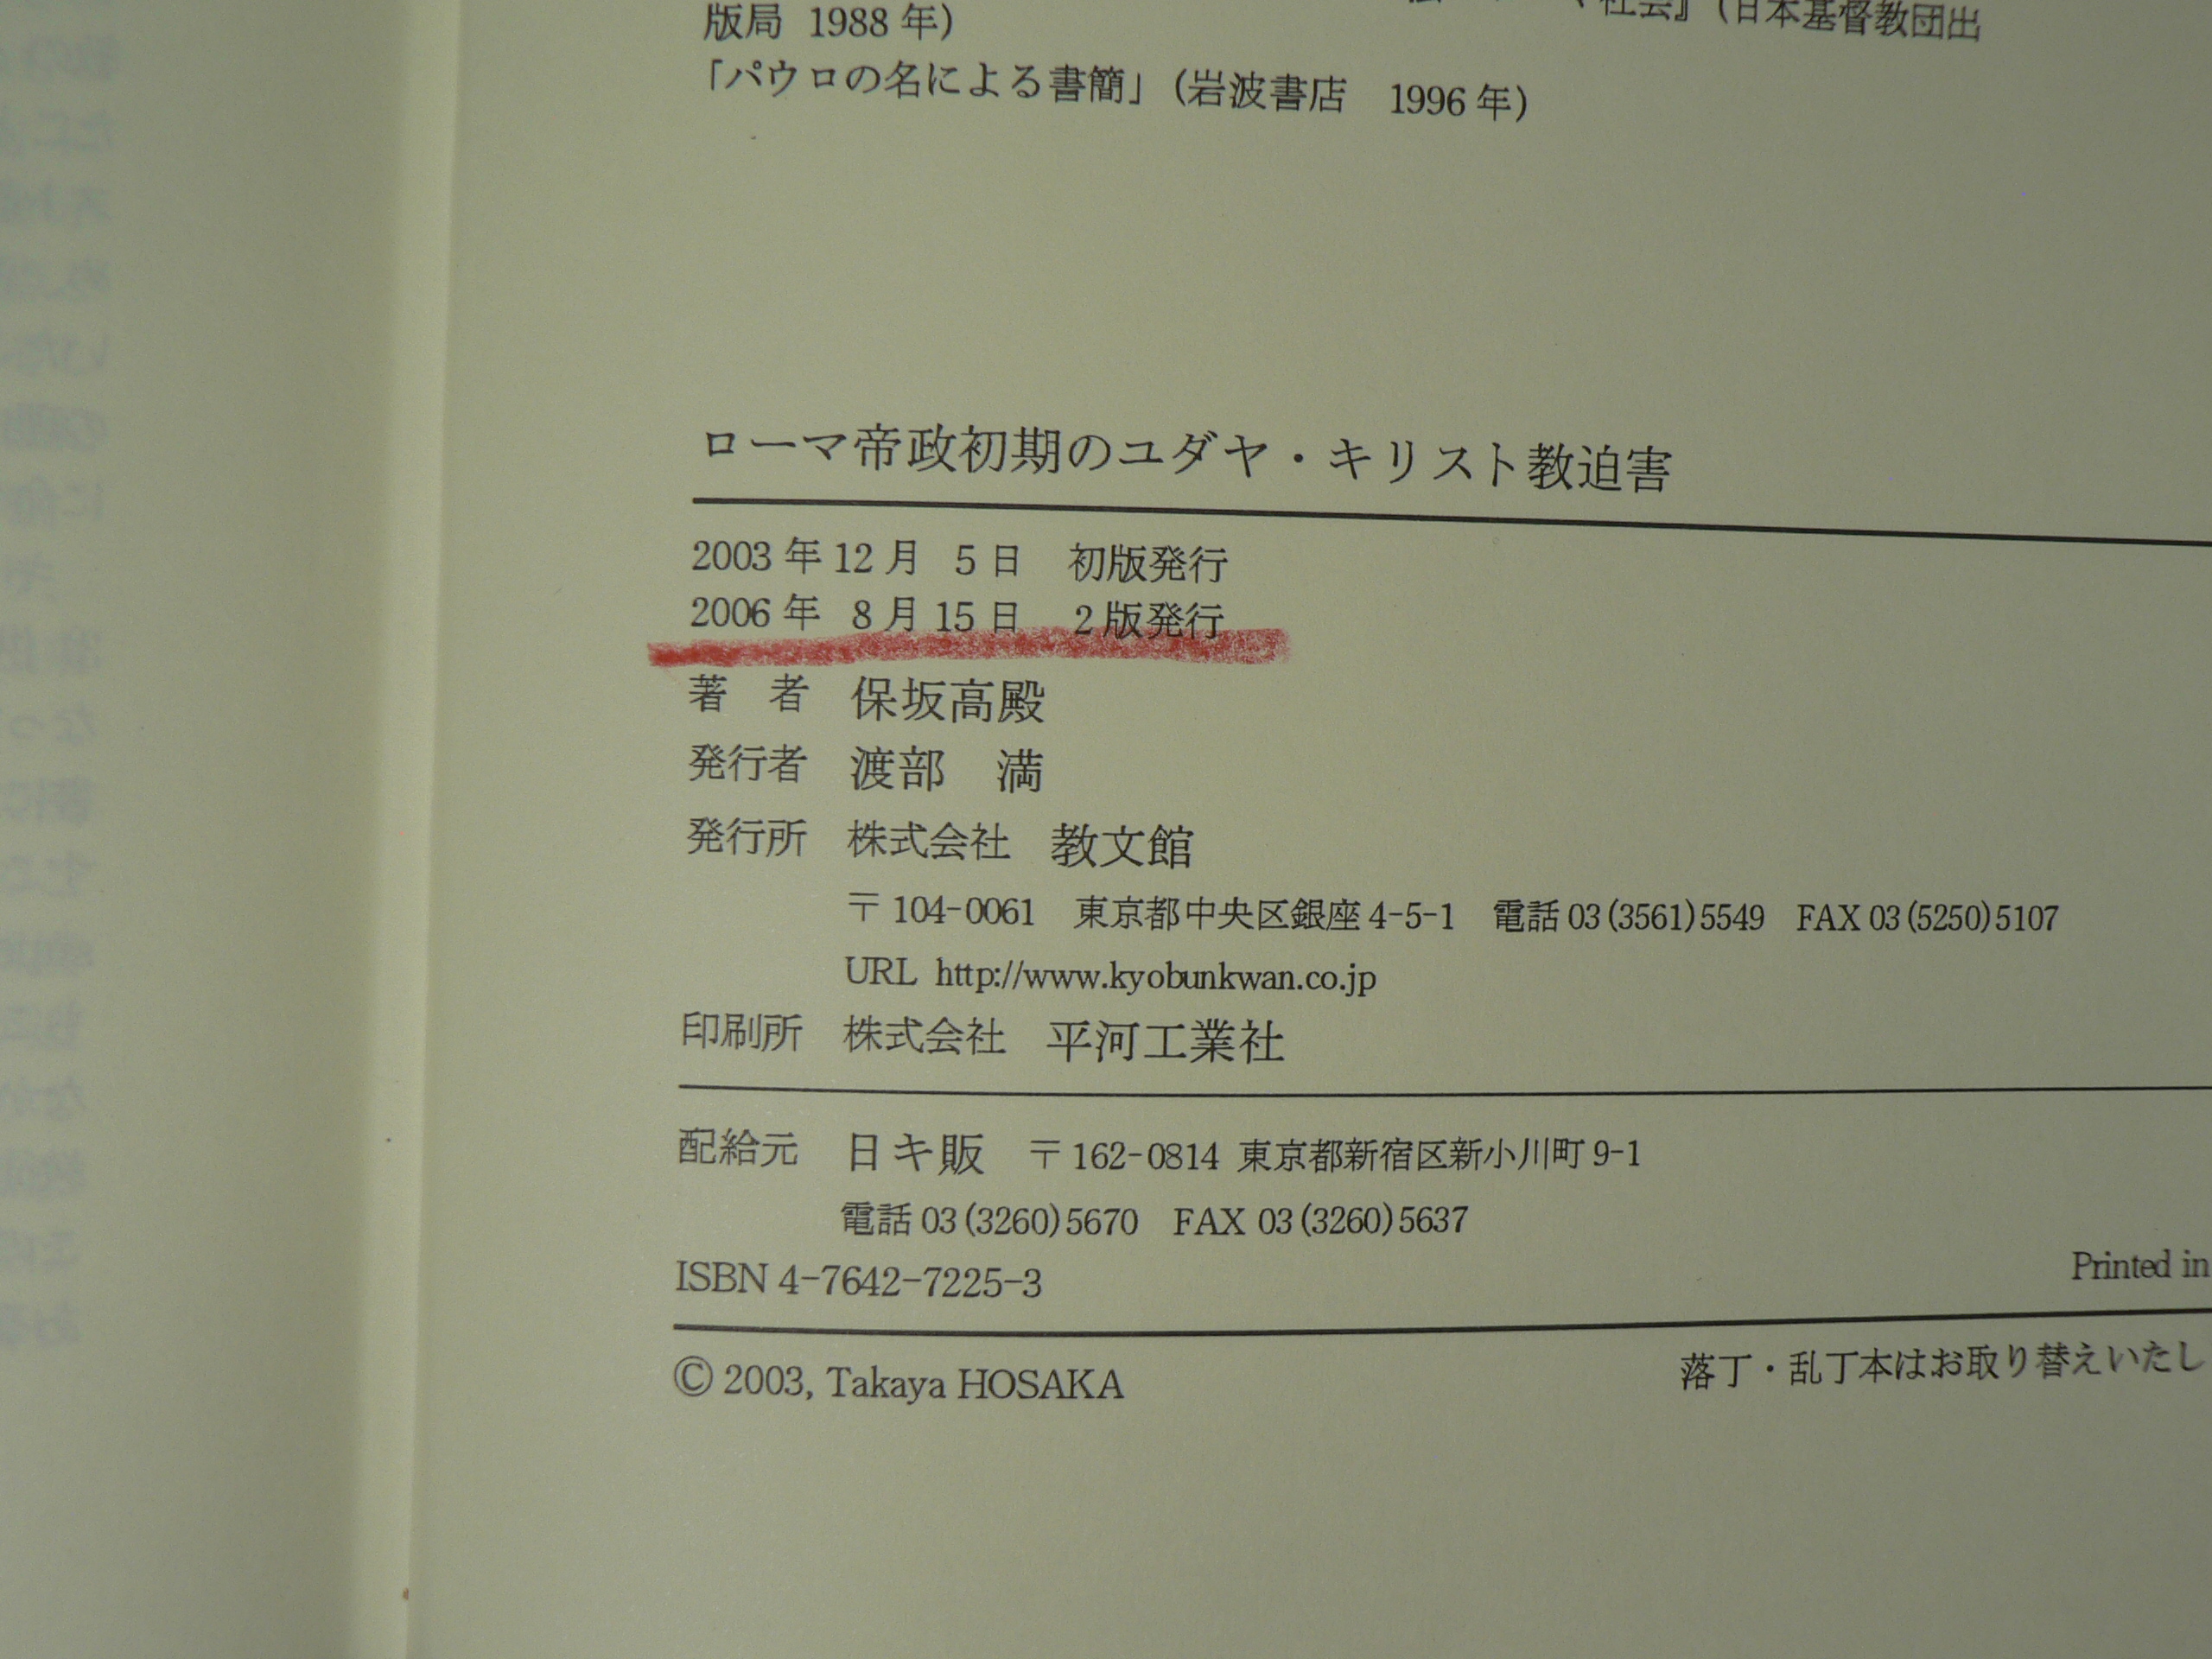 社会』(日本基督教団出
版局 1988年)
「パウロの名による書簡」(岩波書店 1996年)
ローマ帝政初期のユダヤ・キリスト教迫害
2003年12月 5日 初版発行
2006年 8月15日 2版発行
著 者 保坂高殿
発行者 渡部 満
発行所 株式会社 教文館
〒104-0061 東京都中央区銀座4-5-1 電話03(3561)5549 FAX 03(5250)5107
URL http://www.kyobunkwan.co.jp
印刷所 株式会社 平河工業社
配給元 日キ販 〒162-0814 東京都新宿区新小川町9-1
電話03(3260)5670 FAX 03(3260)5637
ISBN 4-7642-7225-3
Printed in
© 2003, Takaya HOSAKA
落丁・乱丁本はお取り替えいたし